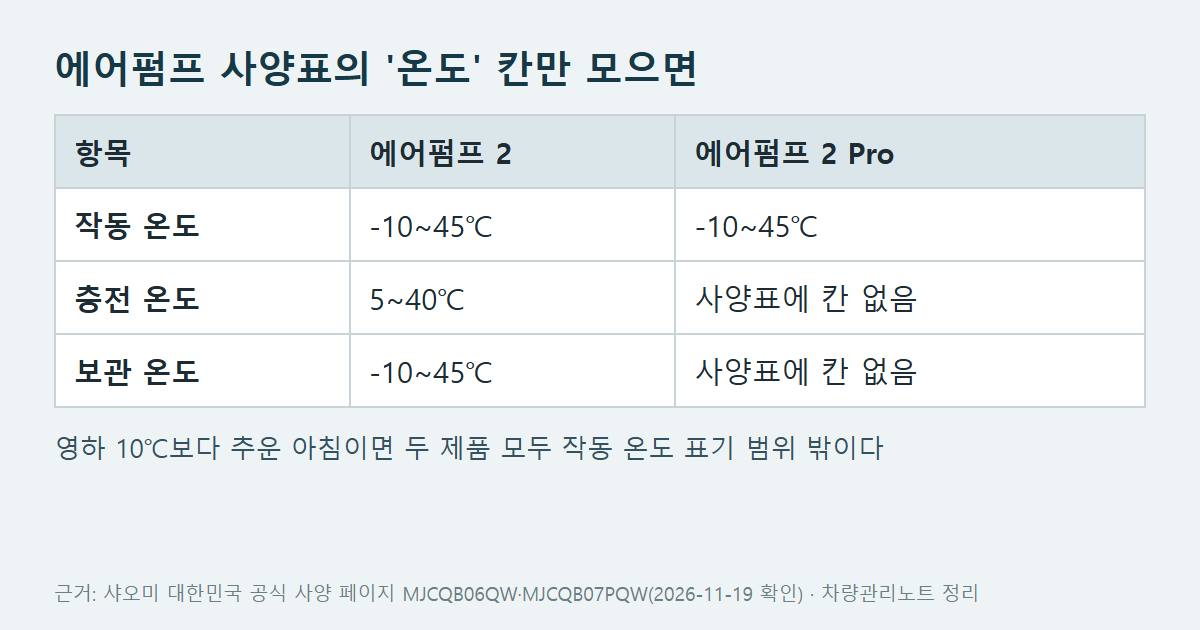 에어펌프 사양표의 '온도' 칸만 모으면
항목 에어펌프 2 에어펌프 2 Pro
작동 온도 -10~45℃ -10~45℃
충전 온도 5~40℃ 사양표에 칸 없음
보관 온도 -10~45℃ 사양표에 칸 없음
영하 10℃보다 추운 아침이면 두 제품 모두 작동 온도 표기 범위 밖이다
근거: 샤오미 대한민국 공식 사양 페이지 MJCQB06QW·MJCQB07PQW(2026-11-19 확인) · 차량관리노트 정리